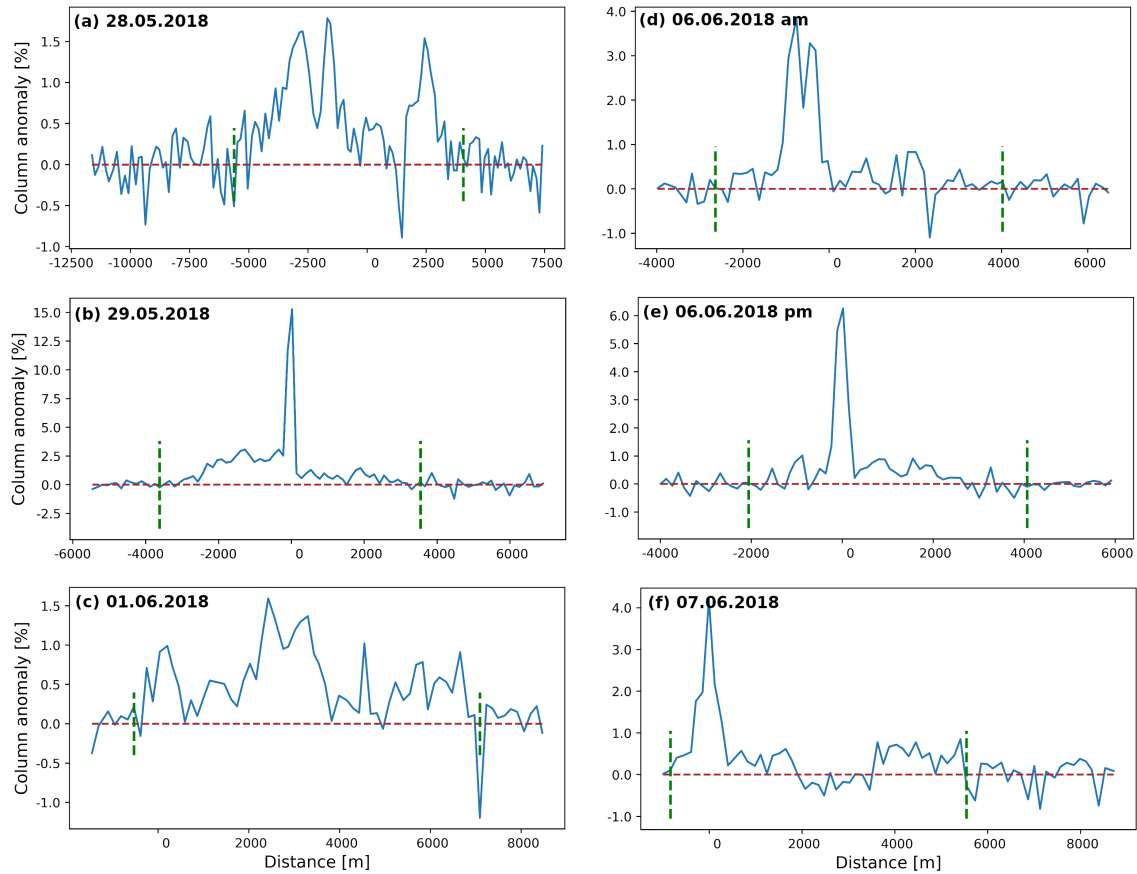 (a) 28.05.2018
Column anomaly [%]
1.5
1.0
0.5
0.0
-0.5
-1.0
-12500 -10000 -7500 -5000 -2500 0 2500 5000 7500
(d) 06.06.2018 am
4.0
3.0
2.0
1.0
0.0
-1.0
-4000 -2000 0 2000 4000 6000
(b) 29.05.2018
Column anomaly [%]
15.0
12.5
10.0
7.5
5.0
2.5
0.0
-2.5
-6000 -4000 -2000 0 2000 4000 6000
(e) 06.06.2018 pm
6.0
5.0
4.0
3.0
2.0
1.0
0.0
-1.0
-4000 -2000 0 2000 4000 6000
(c) 01.06.2018
Column anomaly [%]
1.5
1.0
0.5
0.0
-0.5
-1.0
0 2000 4000 6000 8000
Distance [m]
(f) 07.06.2018
4.0
3.0
2.0
1.0
0.0
-1.0
0 2000 4000 6000 8000
Distance [m]